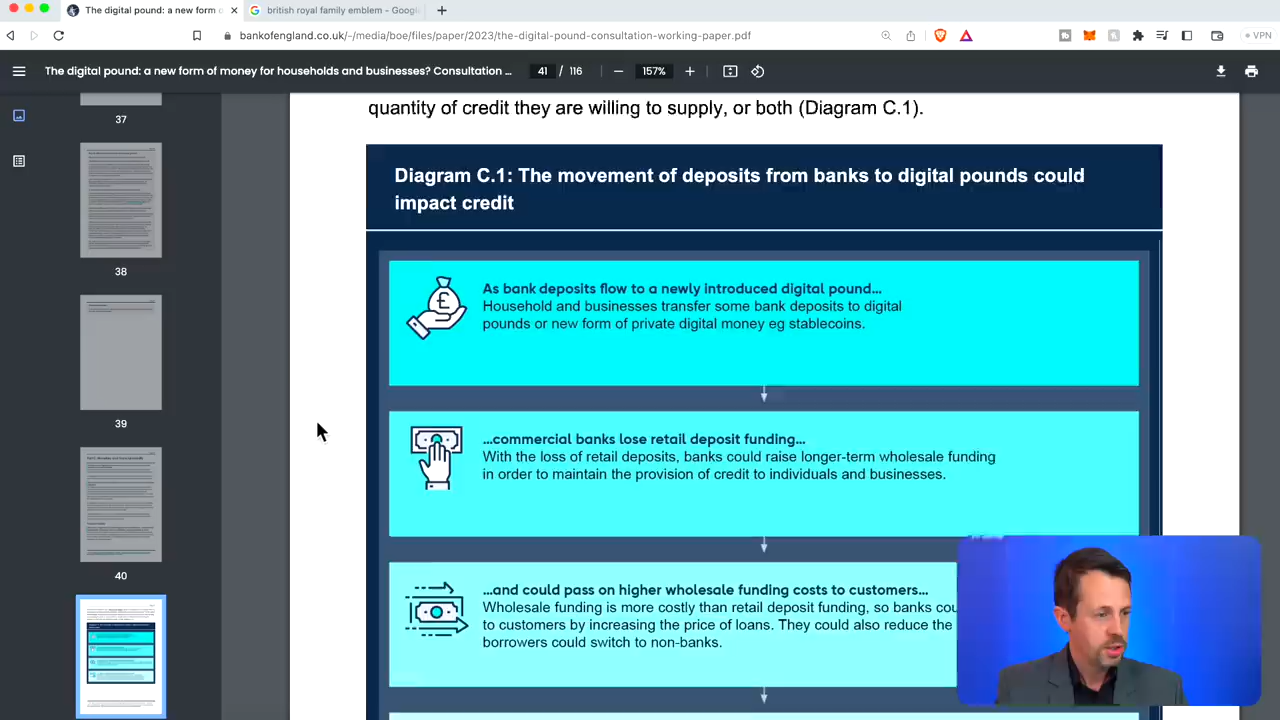 The digital pound: a new form o
british royal family emblem - Google
bankofengland.co.uk/-/media/boe/files/paper/2023/the-digital-pound-consultation-working-paper.pdf
VPN
The digital pound: a new form of money for households and businesses? Consultation ...
41 / 116
157%
37
38
39
40
quantity of credit they are willing to supply, or both (Diagram C.1).
Diagram C.1: The movement of deposits from banks to digital pounds could
impact credit
As bank deposits flow to a newly introduced digital pound...
Household and businesses transfer some bank deposits to digital
pounds or new form of private digital money eg stablecoins.
...commercial banks lose retail deposit funding...
With the loss of retail deposits, banks could raise longer-term wholesale funding
in order to maintain the provision of credit to individuals and businesses.
...and could pass on higher wholesale funding costs to customers...
Wholesale funding is more costly than retail deposit funding, so banks cou
to customers by increasing the price of loans. They could also reduce the
borrowers could switch to non-banks.